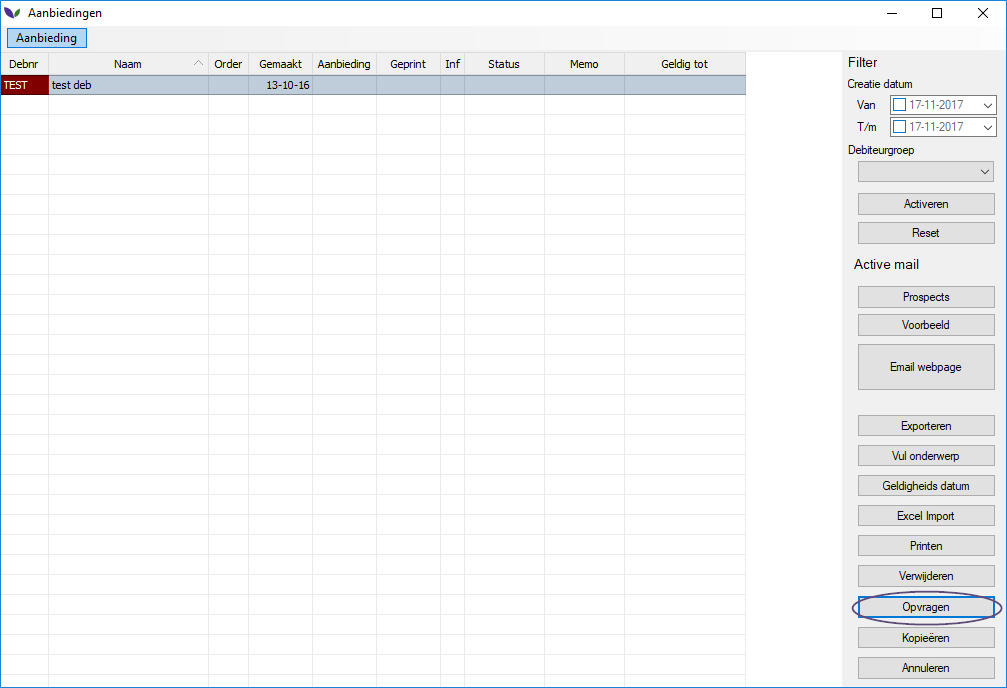 Aanbiedingen
Aanbieding
Debnr Naam Order Gemaakt Aanbieding Geprint Inf Status Memo Geldig tot
TEST test deb 13-10-16
Filter
Creatie datum
Van 17-11-2017
T/m 17-11-2017
Debiteurgroep
Activeren
Reset
Active mail
Prospects
Voorbeeld
Email webpage
Exporteren
Vul onderwerp
Geldigheids datum
Excel Import
Printen
Verwijderen
Opvragen
Kopieëren
Annuleren